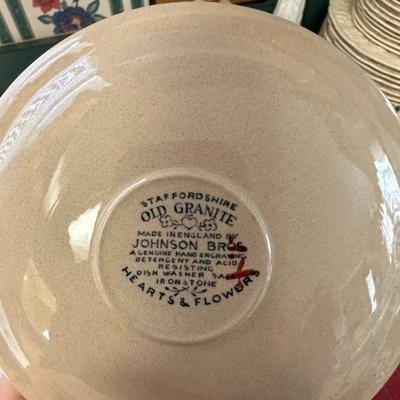 STAFFORDSHIRE
OLD GRANITE
MADE IN ENGLAND BY
JOHNSON BROS
A GENUINE HAND ENGRAVING
DETERGENT AND ACID
RESISTING
DISH WASHER SAFE
IRONSTONE
HEARTS & FLOWERS